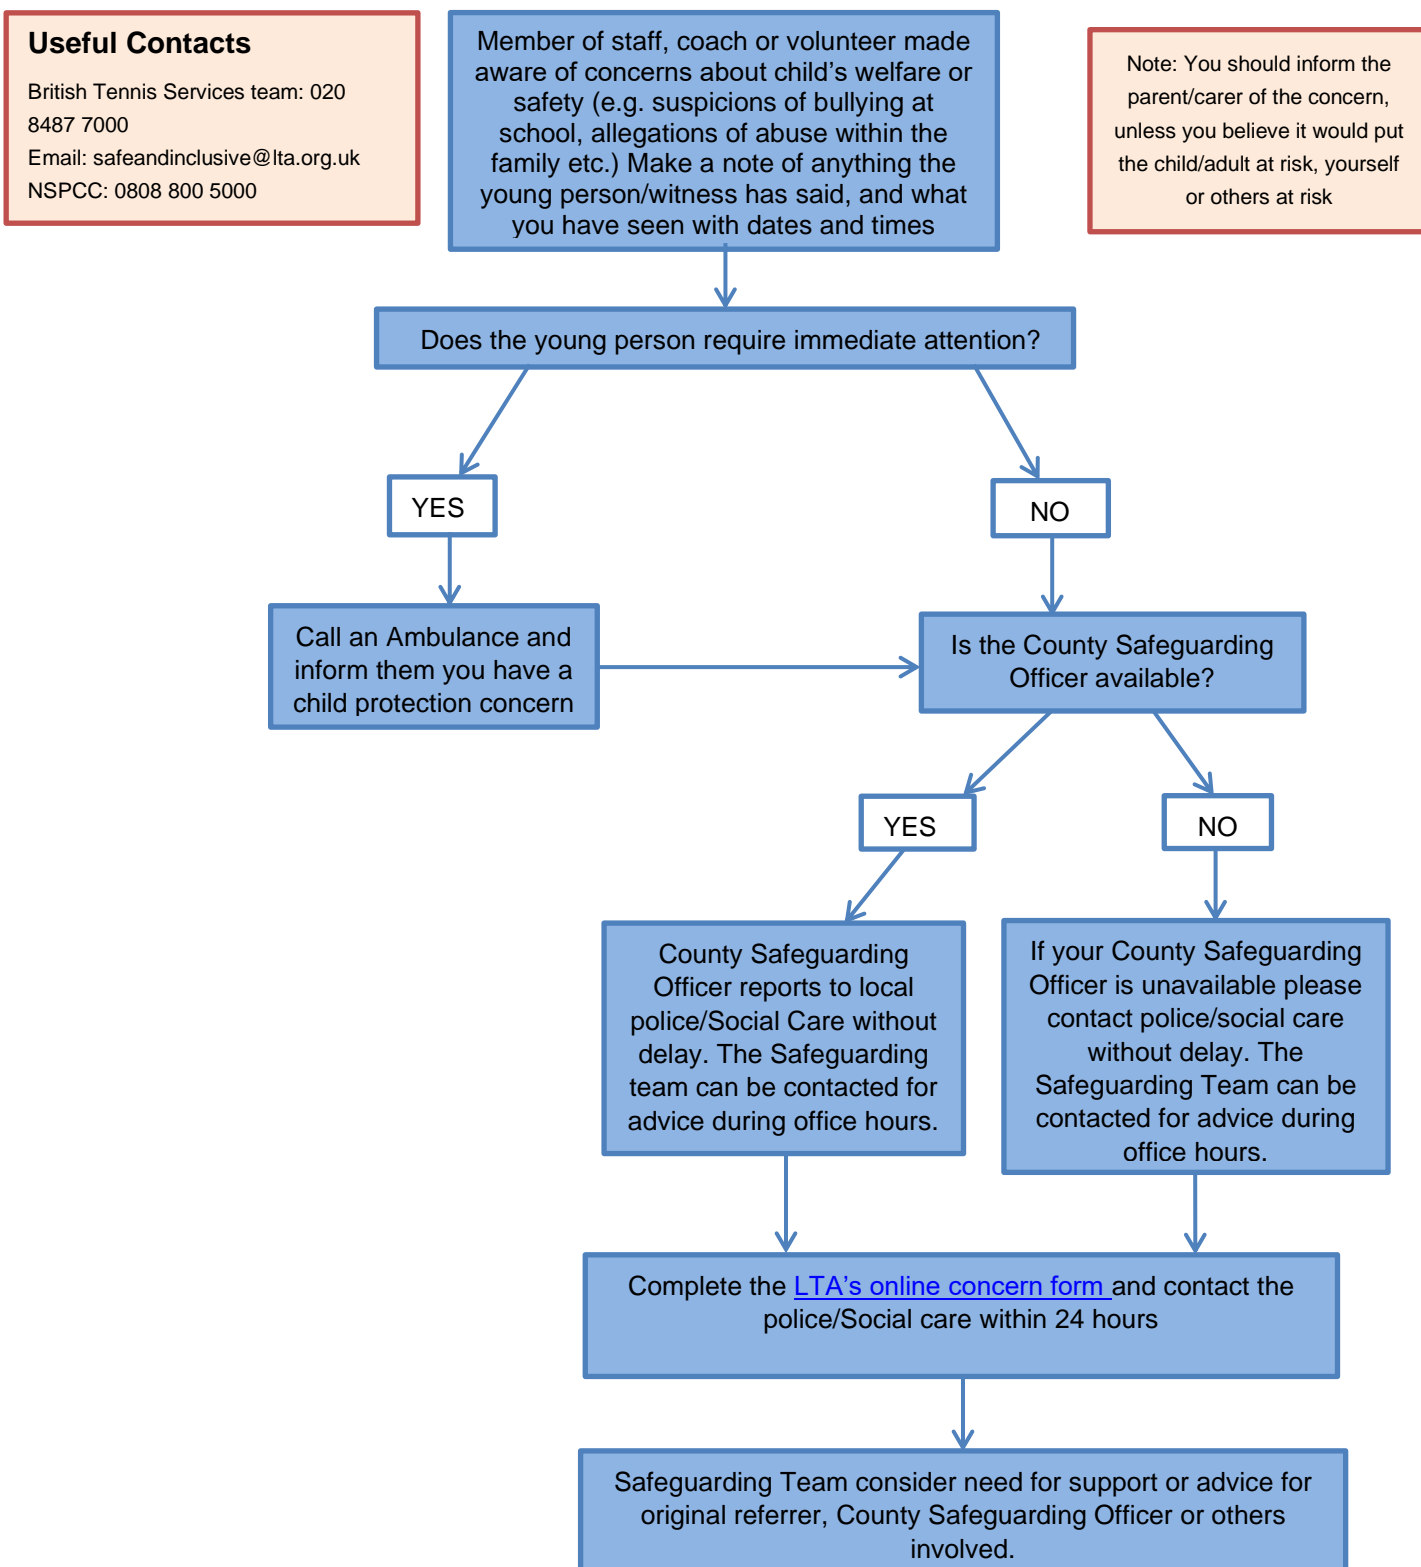 Useful Contacts
British Tennis Services team: 020
8487 7000
Email: safeandinclusive@lta.org.uk
NSPCC: 0808 800 5000
Member of staff, coach or volunteer made
aware of concerns about child's welfare or
safety (e.g. suspicions of bullying at
school, allegations of abuse within the
family etc.) Make a note of anything the
young person/witness has said, and what
you have seen with dates and times
Note: You should inform the
parent/carer of the concern,
unless you believe it would put
the child/adult at risk, yourself
or others at risk
Does the young person require immediate attention?
YES
NO
Call an Ambulance and
inform them you have a
child protection concern
Is the County Safeguarding
Officer available?
YES
NO
County Safeguarding
Officer reports to local
police/Social Care without
delay. The Safeguarding
team can be contacted for
advice during office hours.
If your County Safeguarding
Officer is unavailable please
contact police/social care
without delay. The
Safeguarding Team can be
contacted for advice during
office hours.
Complete the LTA's online concern form and contact the
police/Social care within 24 hours
Safeguarding Team consider need for support or advice for
original referrer, County Safeguarding Officer or others
involved.